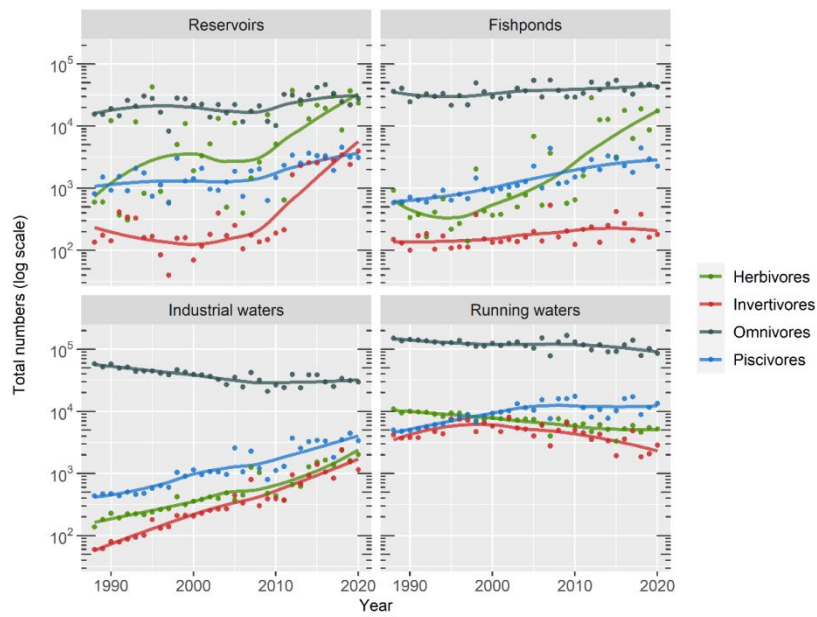 Reservoirs
Fishponds
10^5
10^4
10^3
10^2
Total numbers (log scale)
Herbivores
Invertivores
Omnivores
Piscivores
Industrial waters
Running waters
10^5
10^4
10^3
10^2
1990
2000
2010
2020
1990
2000
2010
2020
Year